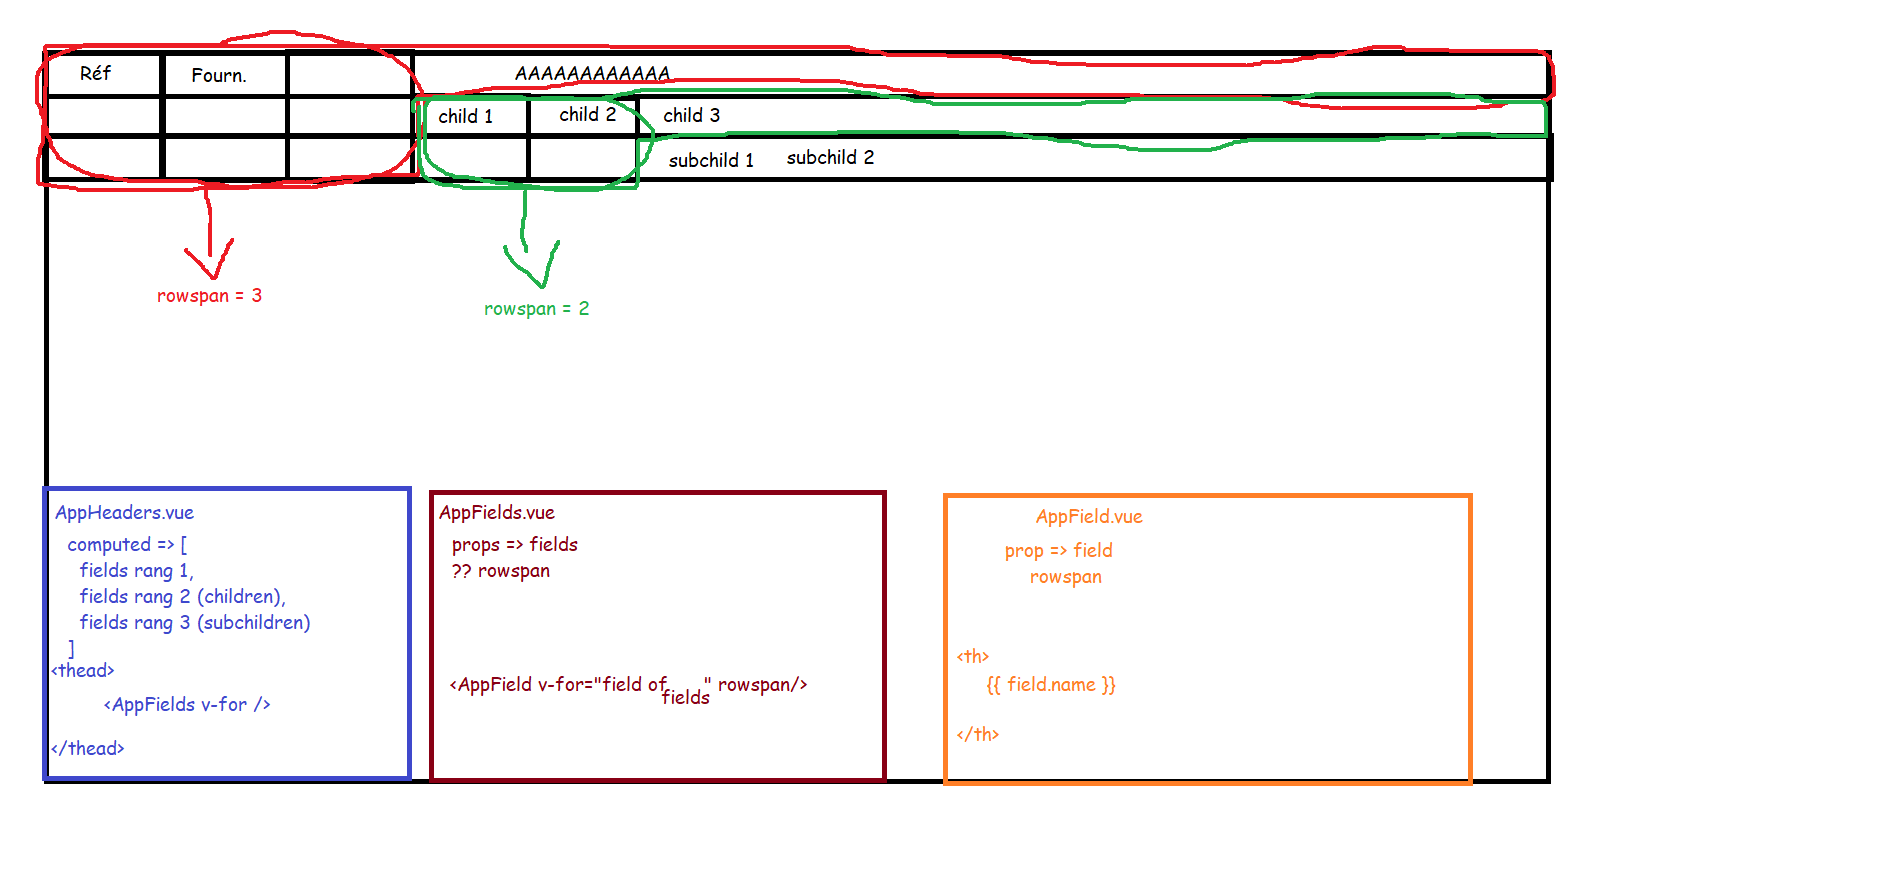 Réf
Fourn.
AAAAAAAAAAAA
child 1
child 2
child 3
subchild 1
subchild 2
rowspan = 3
rowspan = 2
AppHeaders.vue
computed => [
fields rang 1,
fields rang 2 (children),
fields rang 3 (subchildren)
]
<thead>
<AppFields v-for />
</thead>
AppFields.vue
props => fields
?? rowspan
<AppField v-for="field of fields" rowspan/>
AppField.vue
prop => field
rowspan
<th>
{{ field.name }}
</th>